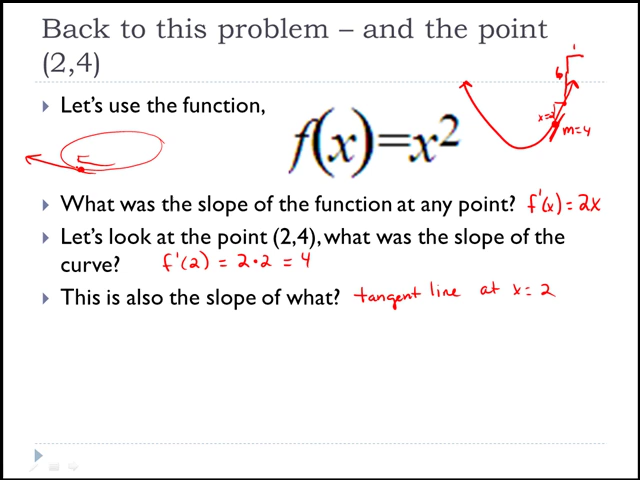 Back to this problem – and the point
(2,4)
Let's use the function,
f(x)=x²
6
1
x=2
m=4
What was the slope of the function at any point? f'(x) = 2x
Let's look at the point (2,4), what was the slope of the
curve? f'(2) = 2•2 = 4
This is also the slope of what? tangent line at x=2